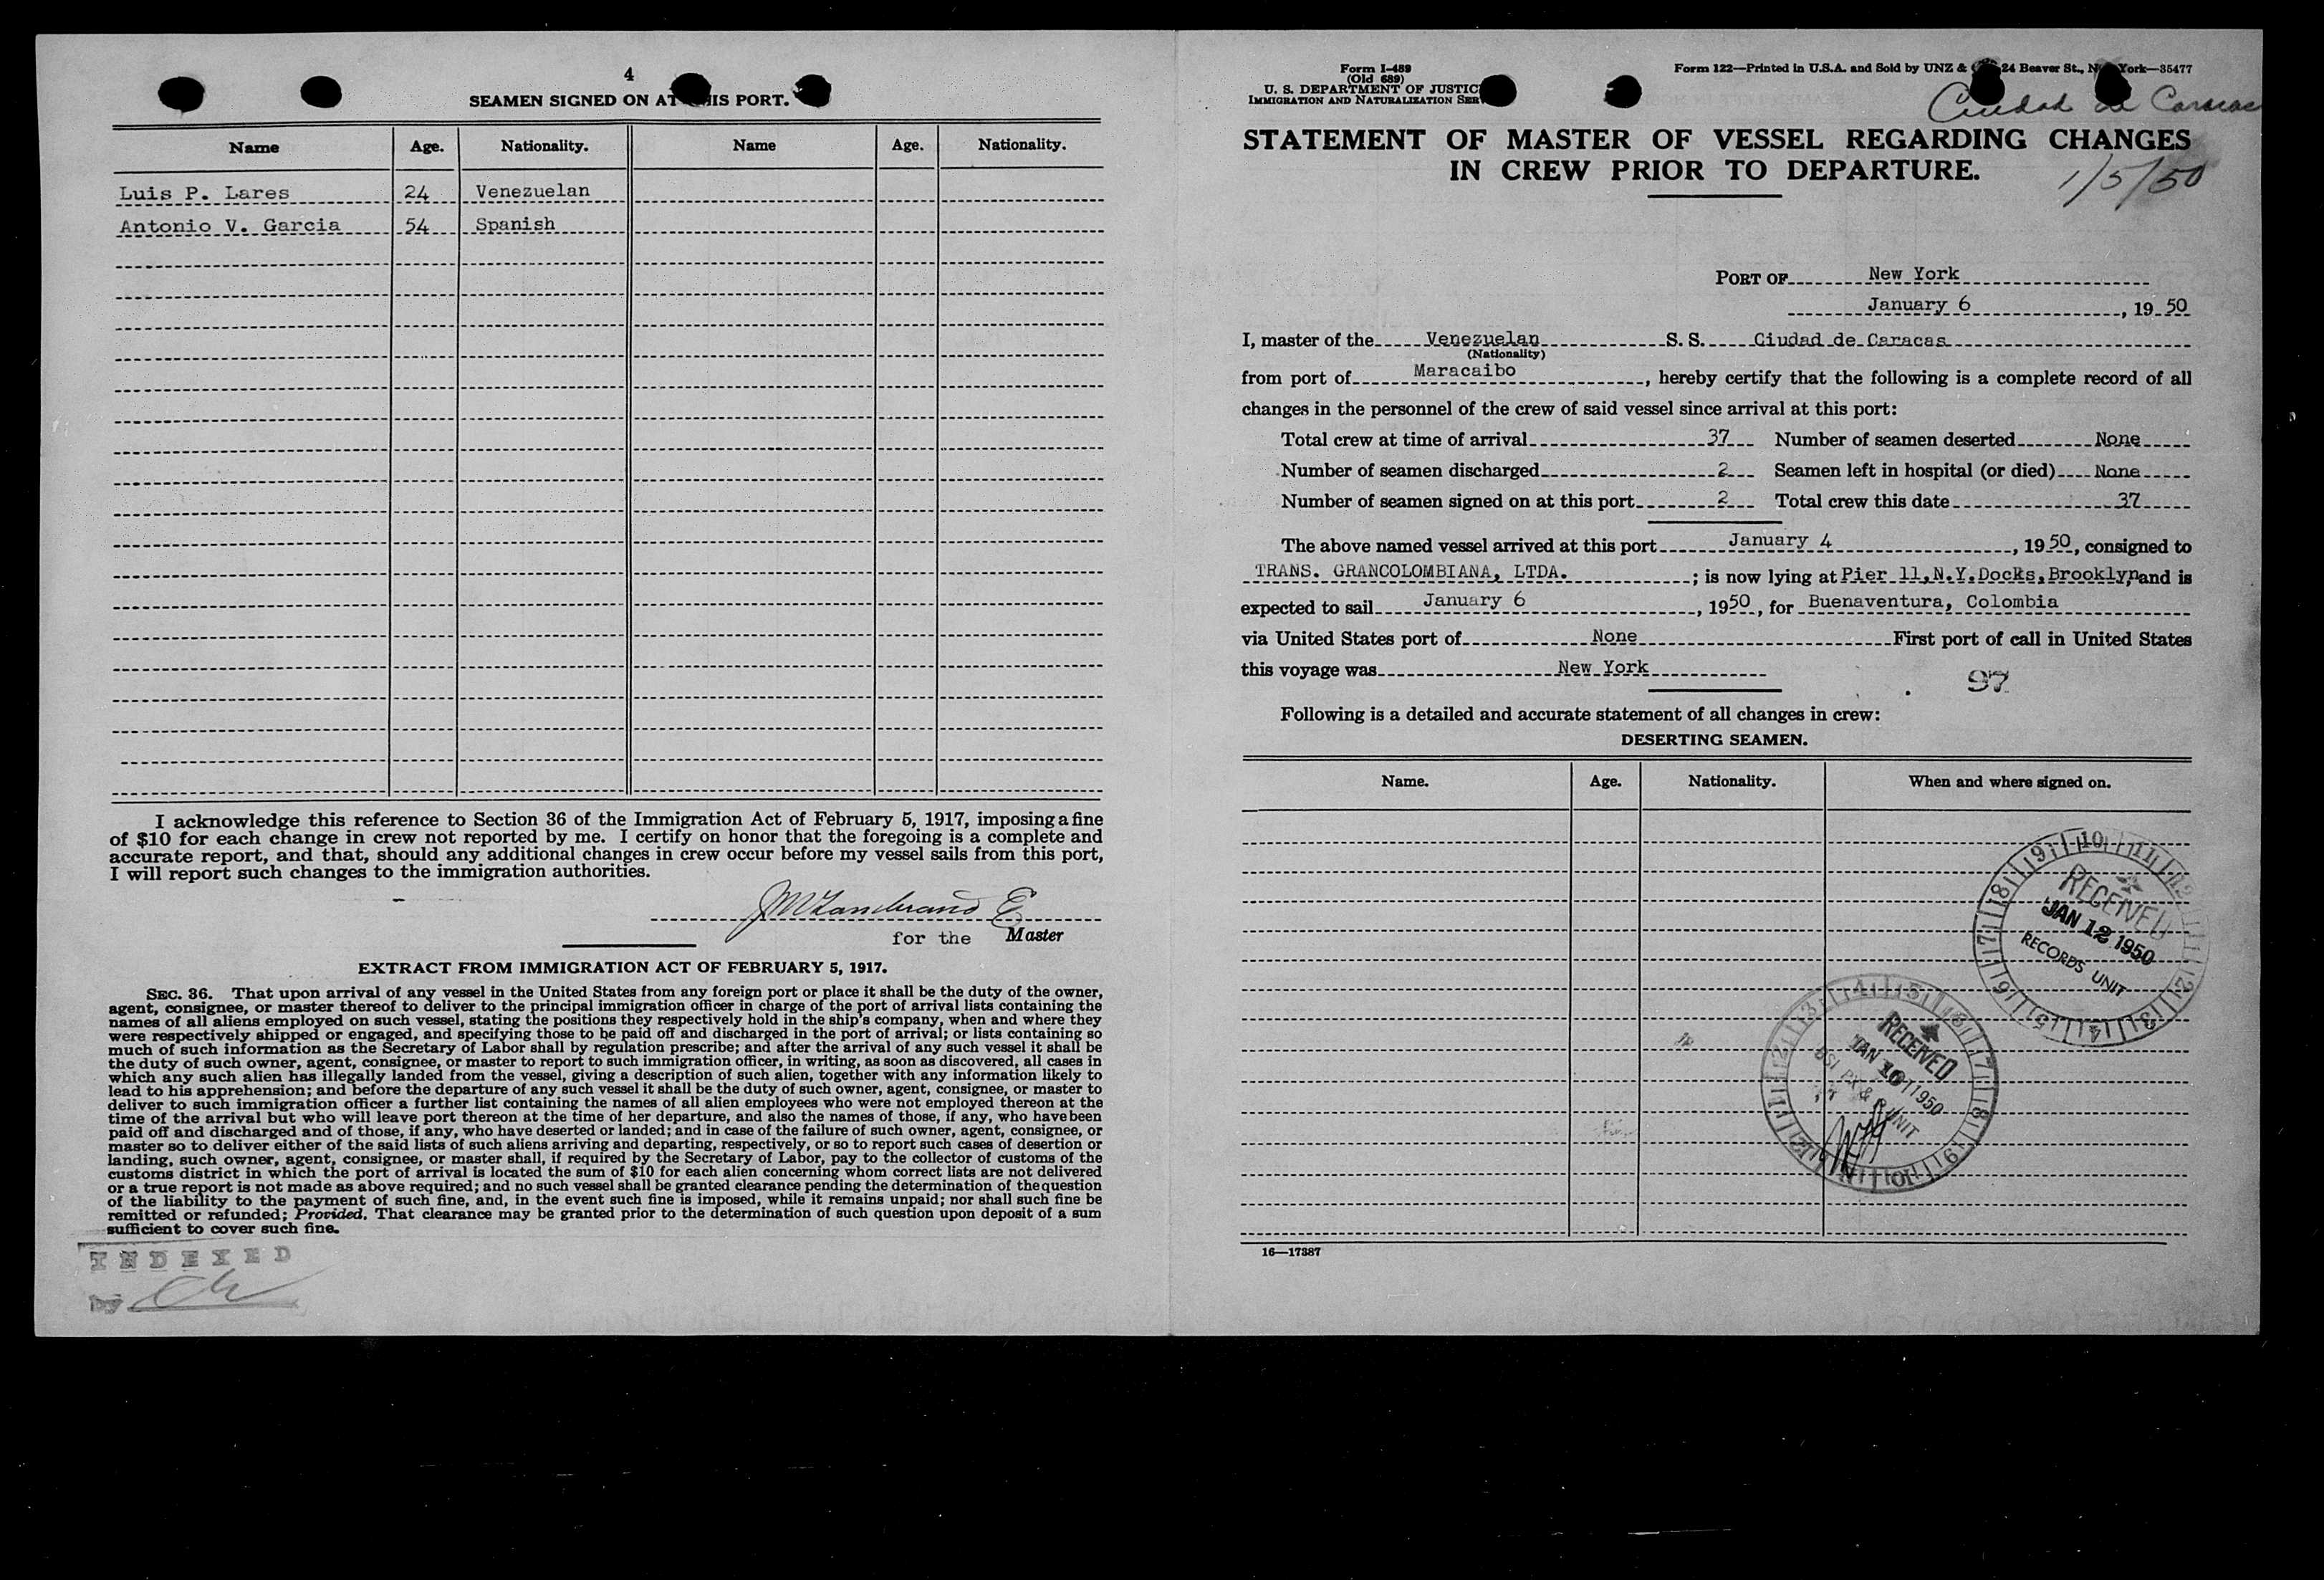 4
SEAMEN SIGNED ON AT THIS PORT.
Name Age. Nationality. Name Age. Nationality.
Luis P. Lares 24 Venezuelan
Antonio V. Garcia 54 Spanish
I acknowledge this reference to Section 36 of the Immigration Act of February 5, 1917, imposing a fine
of $10 for each change in crew not reported by me. I certify on honor that the foregoing is a complete and
accurate report, and that, should any additional changes in crew occur before my vessel sails from this port,
I will report such changes to the immigration authorities.
for the Master
EXTRACT FROM IMMIGRATION ACT OF FEBRUARY 5, 1917.
SEC. 36. That upon arrival of any vessel in the United States from any foreign port or place it shall be the duty of the owner,
agent, consignee, or master thereof to deliver to the principal immigration officer in charge of the port of arrival lists containing the
names of all aliens employed on such vessel, stating the positions they respectively hold in the ship's company, when and where they
were respectively shipped or engaged, and specifying those to be paid off and discharged in the port of arrival; or lists containing so
much of such information as the Secretary of Labor shall by regulation prescribe; and after the arrival of any such vessel it shall be
the duty of such owner, agent, consignee, or master to report to such immigration officer, in writing, as soon as discovered, all cases in
which any such alien has illegally landed from the vessel, giving a description of such alien, together with any information likely to
lead to his apprehension; and before the departure of any such vessel it shall be the duty of such owner, agent, consignee, or master to
deliver to such immigration officer a further list containing the names of all alien employees who were not employed thereon at the
time of the arrival but who will leave port thereon at the time of her departure, and also the names of those, if any, who have been
paid off and discharged and of those, if any, who have deserted or landed; and in case of the failure of such owner, agent, consignee, or
master so to deliver either of the said lists of such aliens arriving and departing, respectively, or so to report such cases of desertion or
landing, such owner, agent, consignee, or master shall, if required by the Secretary of Labor, pay to the collector of customs of the
customs district in which the port of arrival is located the sum of $10 for each alien concerning whom correct lists are not delivered
or a true report is not made as above required; and no such vessel shall be granted clearance pending the determination of the question
of the liability to the payment of such fine, and, in the event such fine is imposed, while it remains unpaid; nor shall such fine be
remitted or refunded; Provided, That clearance may be granted prior to the determination of such question upon deposit of a sum
sufficient to cover such fine.
INDEXED
by
Form I-489
(Old 689)
U. S. DEPARTMENT OF JUSTICE
IMMIGRATION AND NATURALIZATION SER
Form 122—Printed in U.S.A. and Sold by UNZ & 24 Beaver St., New York—35477
Ciudad de Caracas
STATEMENT OF MASTER OF VESSEL REGARDING CHANGES
IN CREW PRIOR TO DEPARTURE.
1/5/50
PORT OF New York
January 6, 19 50
I, master of the Venezuelan S. S. Ciudad de Caracas
(Nationality)
from port of Maracaibo, hereby certify that the following is a complete record of all
changes in the personnel of the crew of said vessel since arrival at this port:
Total crew at time of arrival 37 Number of seamen deserted None
Number of seamen discharged 2 Seamen left in hospital (or died) None
Number of seamen signed on at this port 2 Total crew this date 37
The above named vessel arrived at this port January 4, 19 50, consigned to
TRANS. GRANCOLOMBIANA, LTDA.; is now lying at Pier 11, N.Y. Docks, Brooklyn, and is
expected to sail January 6, 19 50, for Buenaventura, Colombia
via United States port of None First port of call in United States
this voyage was New York
97
Following is a detailed and accurate statement of all changes in crew:
DESERTING SEAMEN.
Name. Age. Nationality. When and where signed on.
RECEIVED
JAN 12 1950
RECORDS UNIT
RECEIVED
JAN 10 1950
UNIT
16—17387